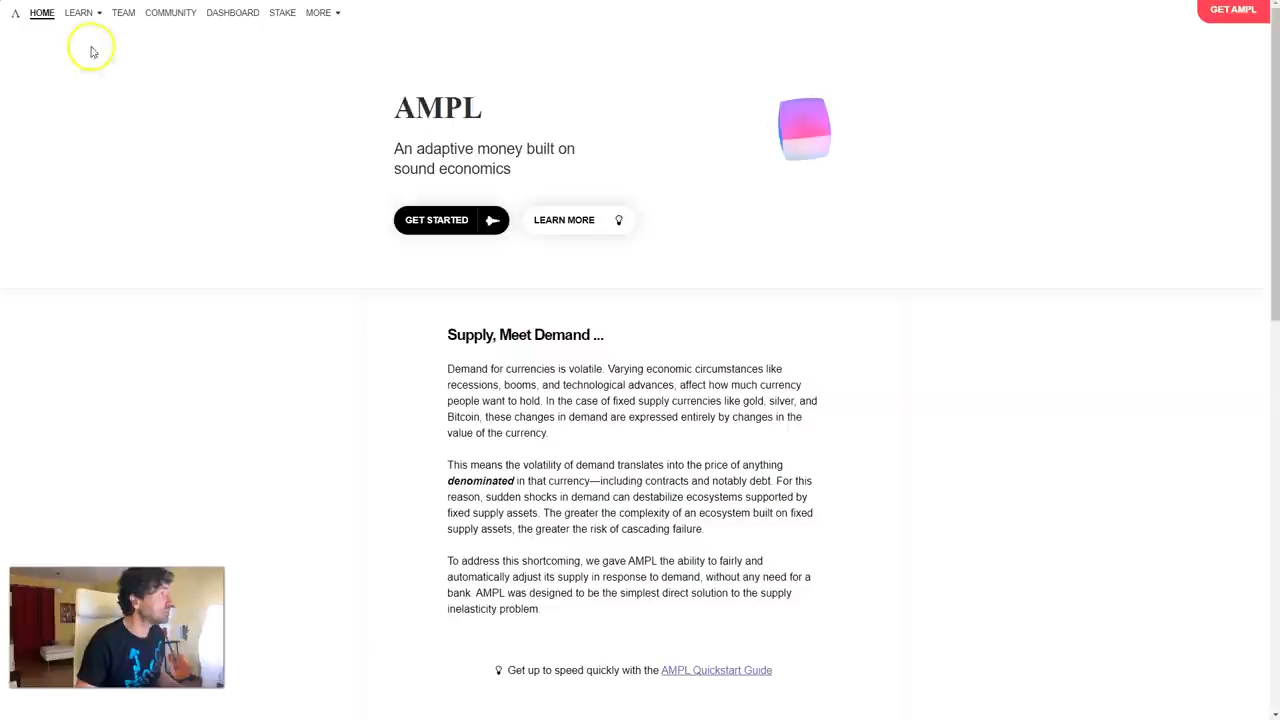 HOME LEARN TEAM COMMUNITY DASHBOARD STAKE MORE
GET AMPL
AMPL
An adaptive money built on
sound economics
GET STARTED
LEARN MORE
Supply, Meet Demand ...
Demand for currencies is volatile. Varying economic circumstances like
recessions, booms, and technological advances, affect how much currency
people want to hold. In the case of fixed supply currencies like gold, silver, and
Bitcoin, these changes in demand are expressed entirely by changes in the
value of the currency.
This means the volatility of demand translates into the price of anything
denominated in that currency—including contracts and notably debt. For this
reason, sudden shocks in demand can destabilize ecosystems supported by
fixed supply assets. The greater the complexity of an ecosystem built on fixed
supply assets, the greater the risk of cascading failure.
To address this shortcoming, we gave AMPL the ability to fairly and
automatically adjust its supply in response to demand, without any need for a
bank. AMPL was designed to be the simplest direct solution to the supply
inelasticity problem.
Get up to speed quickly with the AMPL Quickstart Guide